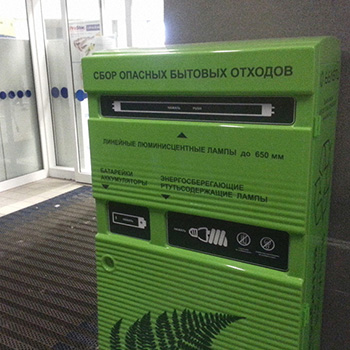 СБОР ОПАСНЫХ БЫТОВЫХ ОТХОДОВ
ЛИНЕЙНЫЕ ЛЮМИНИСЦЕНТНЫЕ ЛАМПЫ до 650 мм
БАТАРЕЙКИ
АККУМУЛЯТОРЫ
ЭНЕРГОСБЕРЕГАЮЩИЕ
РТУТЬСОДЕРЖАЩИЕ ЛАМПЫ